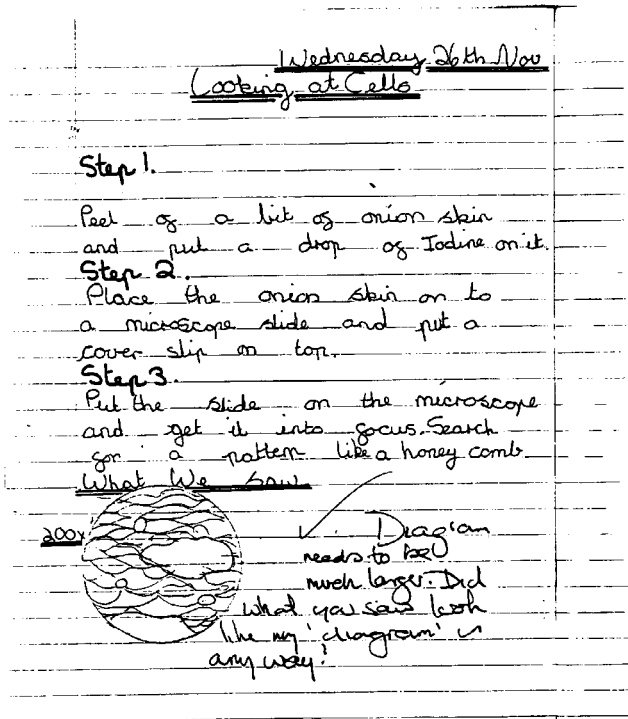 Wednesday 26th Nov
Looking at Cells
Step 1.
Peel of a bit of onion skin
and put a drop of Iodine on it.
Step 2.
Place the onion skin on to
a microscope slide and put a
cover slip on top.
Step 3.
Put the slide on the microscope
and get it into focus. Search
for a pattern like a honey comb
What We Saw.
200x
Diagram
needs to be
much larger. Did
what you saw look
like my 'diagram' in
any way?